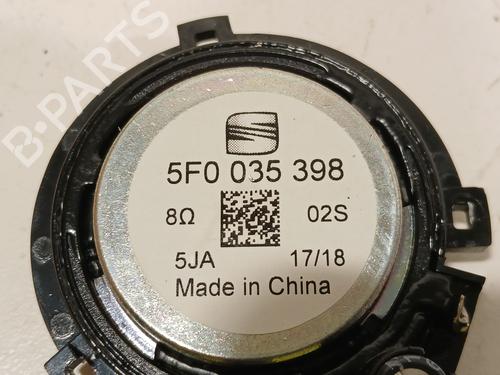 B-PARTS
5F0 035 398
8Ω 02S
5JA 17/18
Made in China